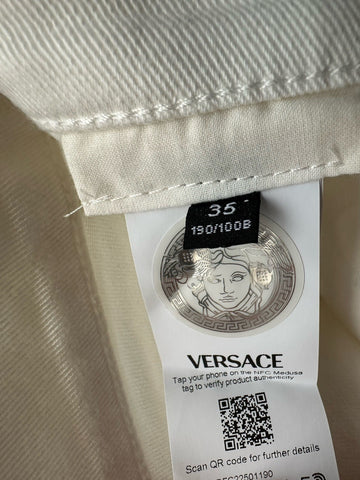 35
190/100B
VERSACE
Tap your phone on the NFC Medusa
tag to verify product authenticity
Scan QR code for further details